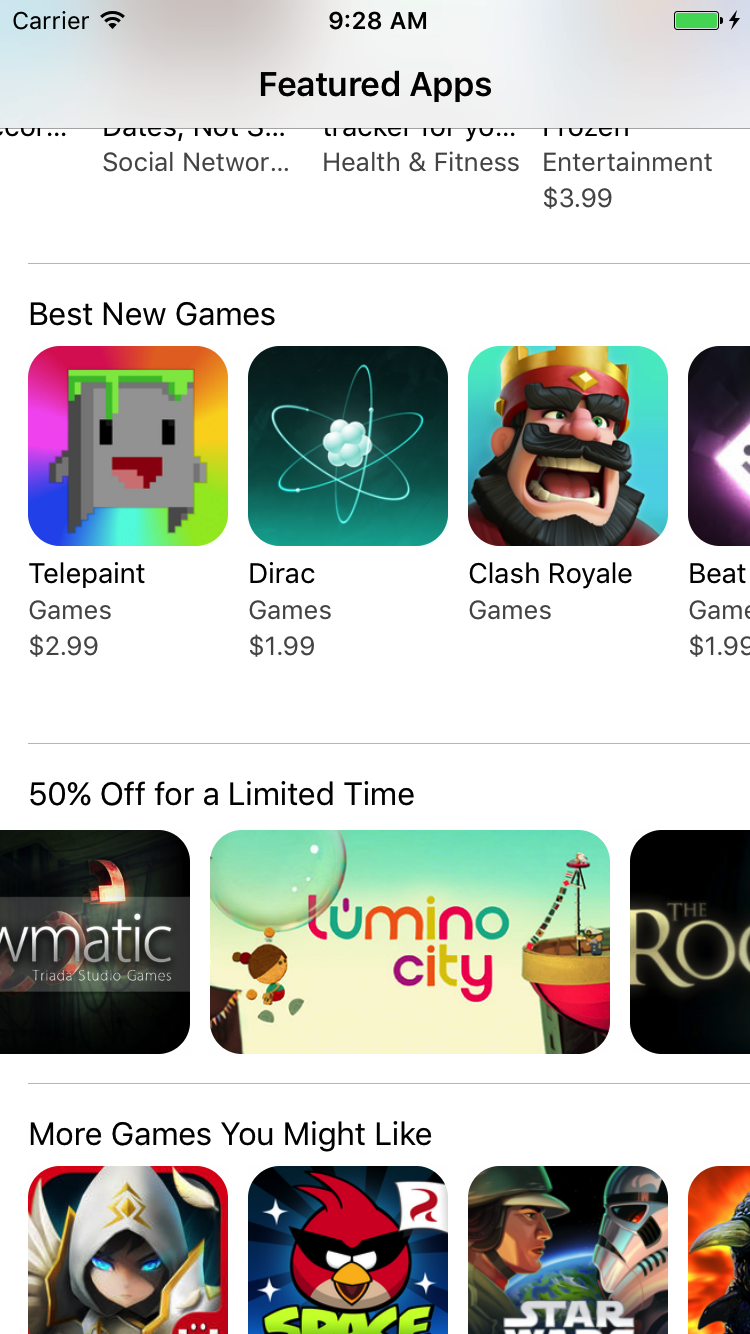 Carrier 9:28 AM
Featured Apps
Dates, Not S... tracker for yo... Frozen
Social Networ... Health & Fitness Entertainment
$3.99
Best New Games
Telepaint Dirac Clash Royale Beat
Games Games Games Game
$2.99 $1.99 $1.99
50% Off for a Limited Time
wmatic
Triada Studio Games
lumino
city
THE
ROO
More Games You Might Like
SPACE
STAR
WARS